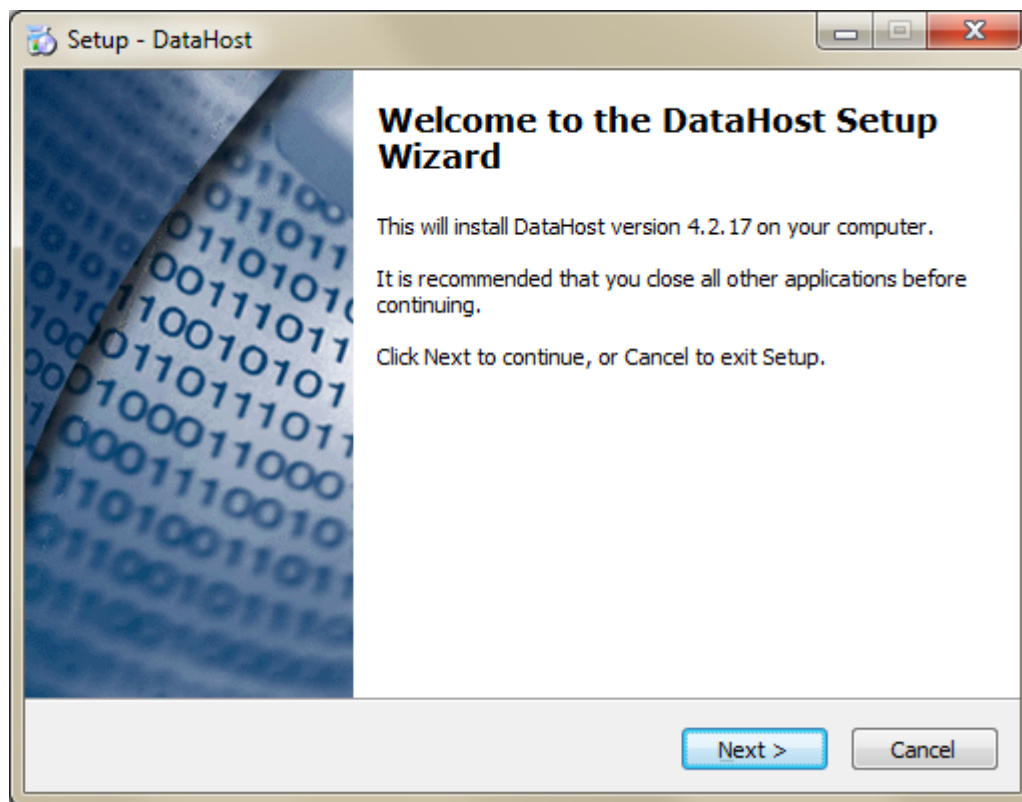 Setup - DataHost
Welcome to the DataHost Setup
Wizard
This will install DataHost version 4.2.17 on your computer.
It is recommended that you close all other applications before
continuing.
Click Next to continue, or Cancel to exit Setup.
Next >
Cancel